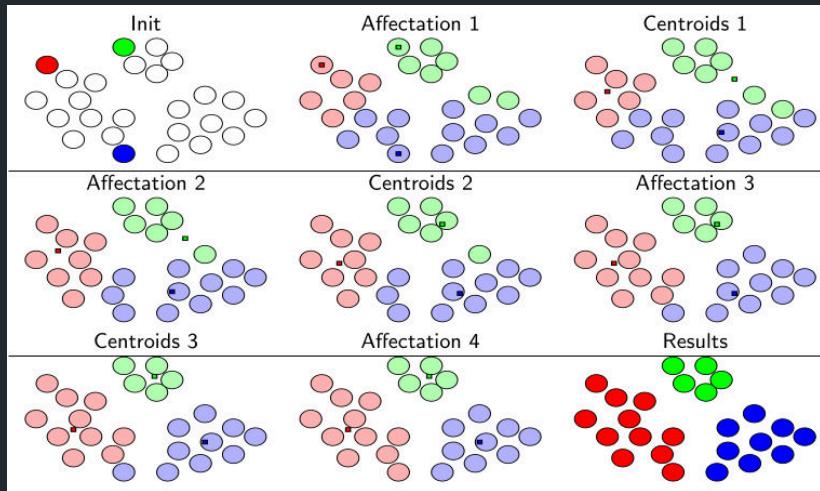 Init
Affectation 1
Centroids 1
Affectation 2
Centroids 2
Affectation 3
Centroids 3
Affectation 4
Results